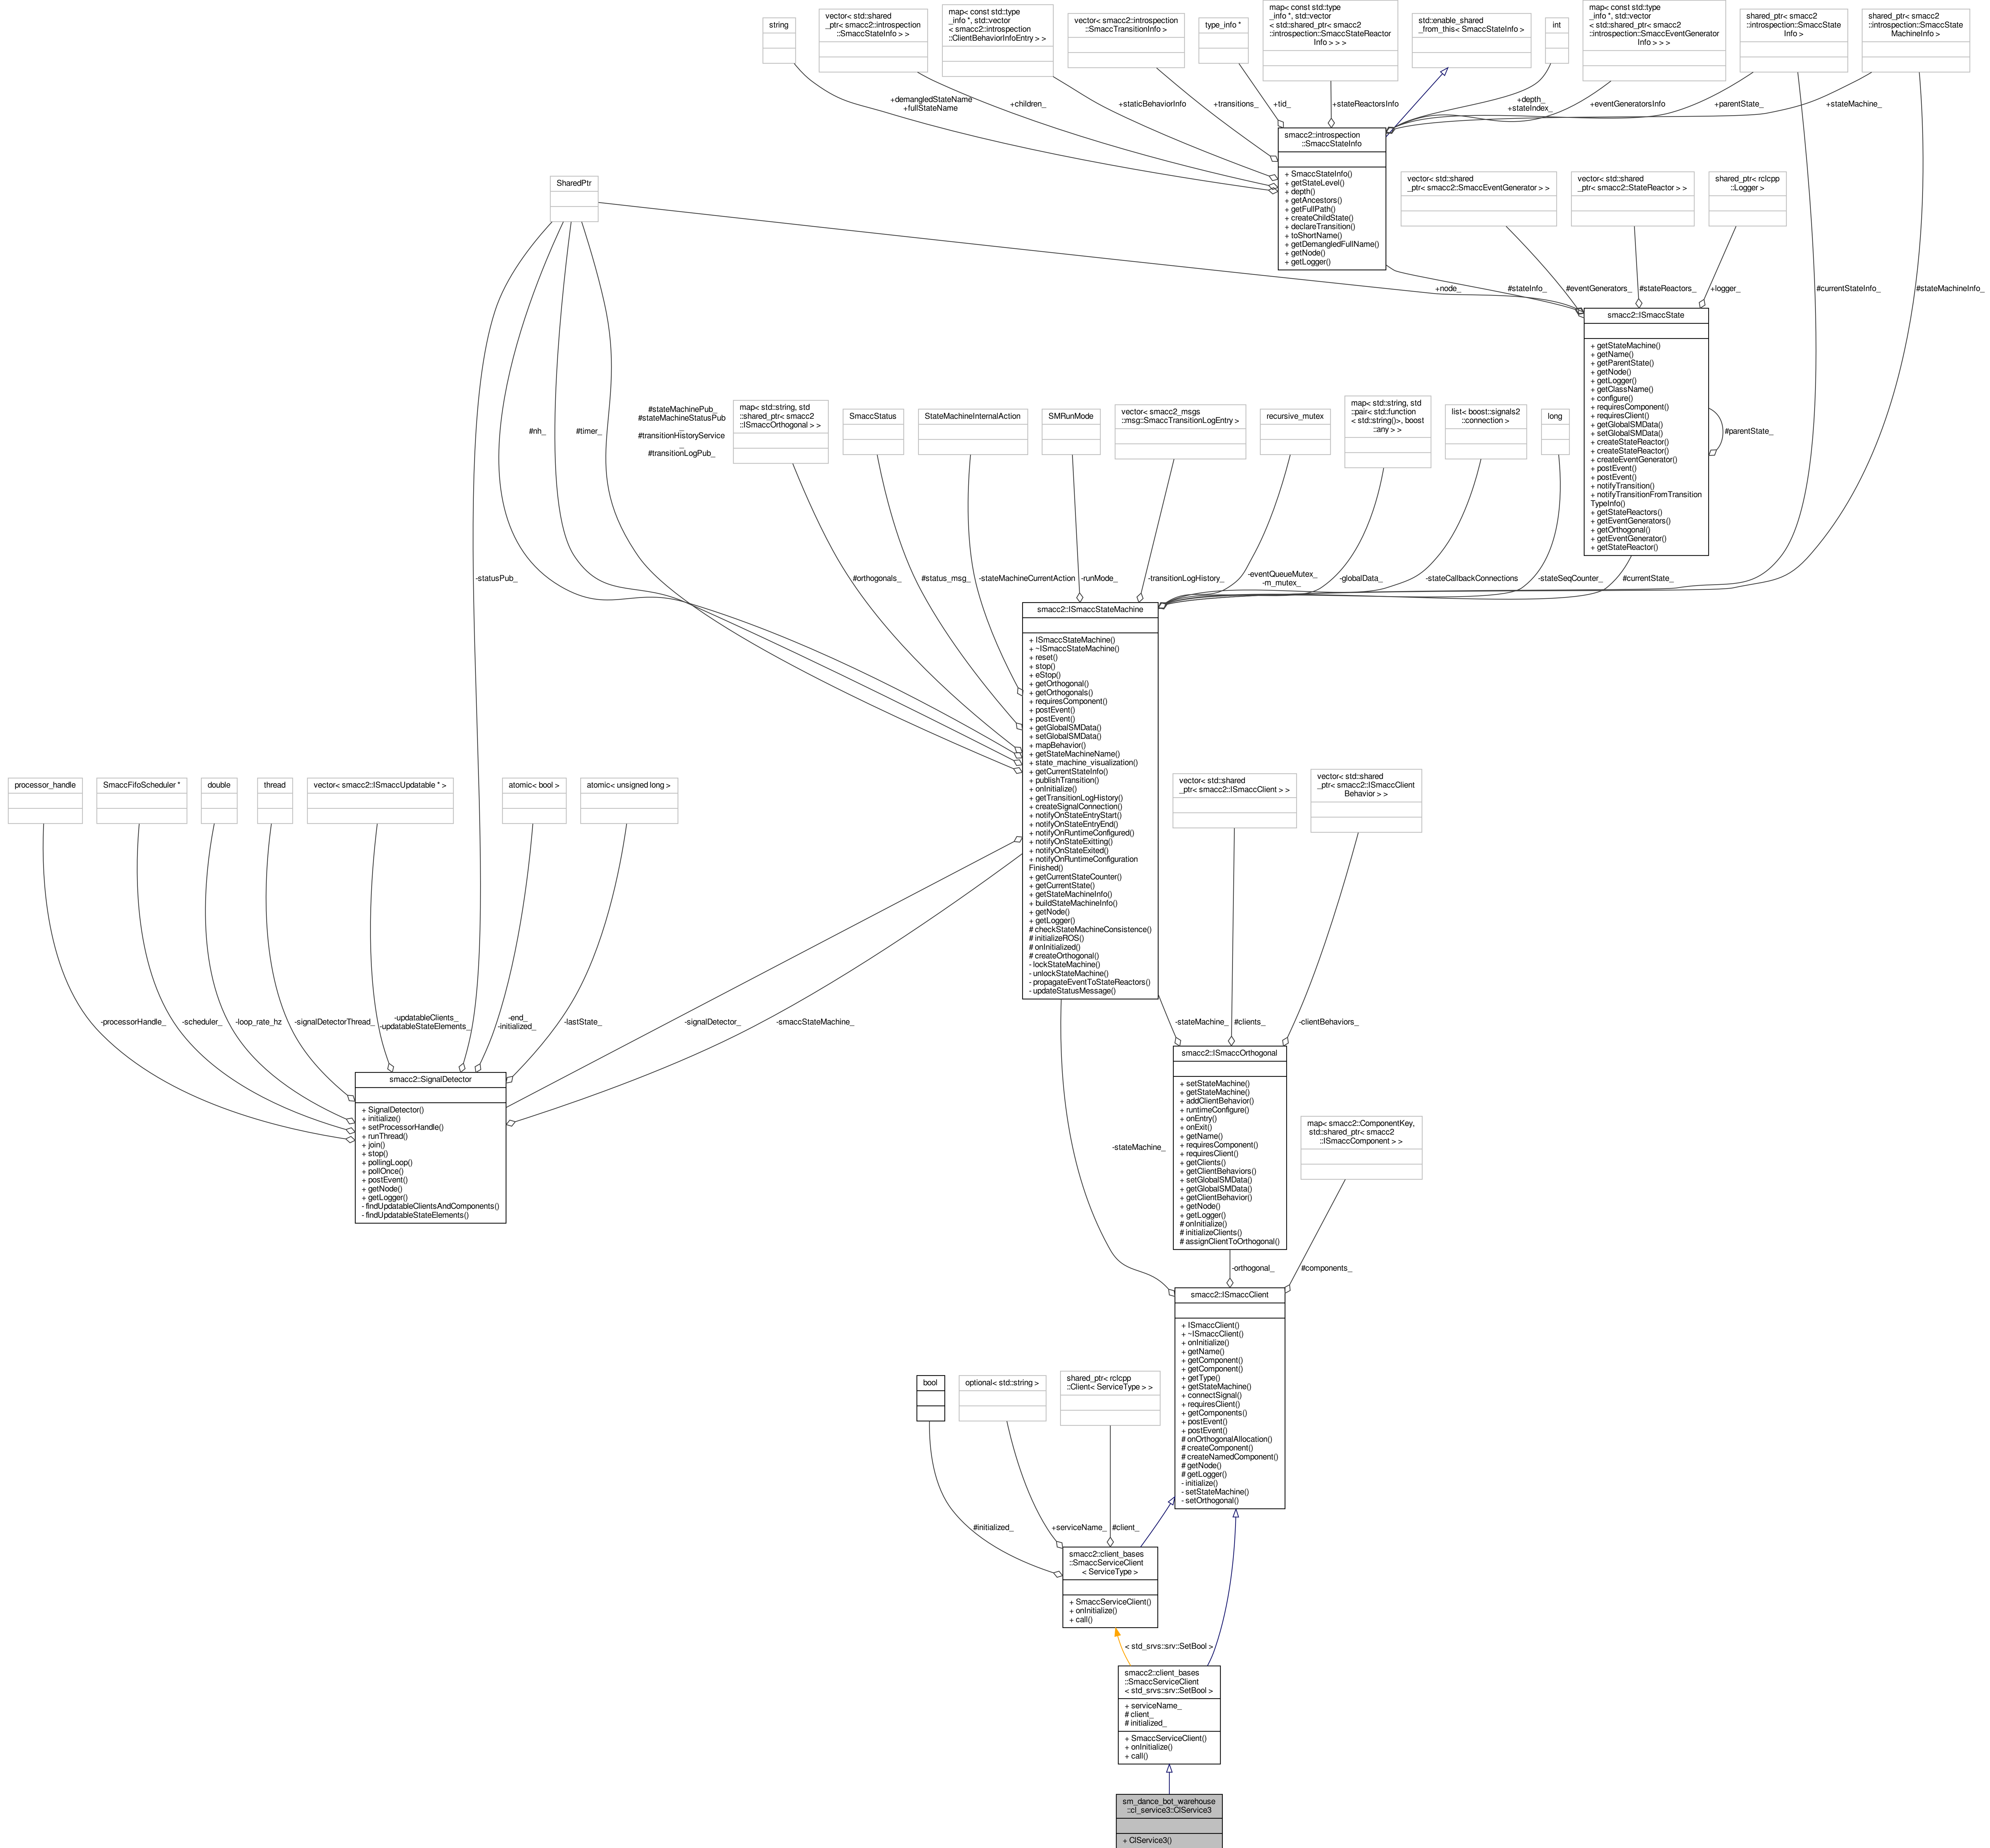 string
vector< std::shared
_ptr< smacc2::introspection
::SmaccStateInfo > >
map< const std::type
_info *, std::vector
< smacc2::introspection
::ClientBehaviorInfoEntry > >
vector< smacc2::introspection
::SmaccTransitionInfo >
type_info *
map< const std::type
_info *, std::vector
< std::shared_ptr< smacc2
::introspection::SmaccStateReactor
Info > > >
std::enable_shared
_from_this< SmaccStateInfo >
int
map< const std::type
_info *, std::vector
< std::shared_ptr< smacc2
::introspection::SmaccEventGenerator
Info > > >
shared_ptr< smacc2
::introspection::SmaccState
Info >
shared_ptr< smacc2
::introspection::SmaccState
MachineInfo >
+demangledStateName
+fullStateName
+children_
+staticBehaviorInfo
+transitions_
+tid_
+stateReactorsInfo
+depth_
+stateIndex_
+eventGeneratorsInfo
+parentState_
+stateMachine_
smacc2::introspection
::SmaccStateInfo
+ SmaccStateInfo()
+ getStateLevel()
+ depth()
+ getAncestors()
+ getFullPath()
+ createChildState()
+ declareTransition()
+ toShortName()
+ getDemangledFullName()
+ getNode()
+ getLogger()
SharedPtr
vector< std::shared
_ptr< smacc2::SmaccEventGenerator > >
vector< std::shared
_ptr< smacc2::StateReactor > >
shared_ptr< rclcpp
::Logger >
+node_
#stateInfo_
#eventGenerators_
#stateReactors_
+logger_
#currentStateInfo_
#stateMachineInfo_
smacc2::ISmaccState
+ getStateMachine()
+ getName()
+ getParentState()
+ getNode()
+ getLogger()
+ getClassName()
+ configure()
+ requiresComponent()
+ requiresClient()
+ getGlobalSMData()
+ setGlobalSMData()
+ createStateReactor()
+ createStateReactor()
+ createEventGenerator()
+ postEvent()
+ postEvent()
+ notifyTransition()
+ notifyTransitionFromTransition
TypeInfo()
+ getStateReactors()
+ getEventGenerators()
+ getOrthogonal()
+ getEventGenerator()
+ getStateReactor()
#parentState_
#nh_
#timer_
#stateMachinePub_
#stateMachineStatusPub
_
#transitionHistoryService
_
#transitionLogPub_
map< std::string, std
::shared_ptr< smacc2
::ISmaccOrthogonal > >
SmaccStatus
StateMachineInternalAction
SMRunMode
vector< smacc2_msgs
::msg::SmaccTransitionLogEntry >
recursive_mutex
map< std::string, std
::pair< std::function
< std::string()>, boost
::any > >
list< boost::signals2
::connection >
long
-statusPub_
#orthogonals_
#status_msg_
-stateMachineCurrentAction
-runMode_
-transitionLogHistory_
-eventQueueMutex_
-m_mutex_
-globalData_
-stateCallbackConnections
-stateSeqCounter_
#currentState_
smacc2::ISmaccStateMachine
+ ISmaccStateMachine()
+ ~ISmaccStateMachine()
+ reset()
+ stop()
+ eStop()
+ getOrthogonal()
+ getOrthogonals()
+ requiresComponent()
+ postEvent()
+ postEvent()
+ getGlobalSMData()
+ setGlobalSMData()
+ mapBehavior()
+ getStateMachineName()
+ state_machine_visualization()
+ getCurrentStateInfo()
+ publishTransition()
+ onInitialize()
+ getTransitionLogHistory()
+ createSignalConnection()
+ notifyOnStateEntryStart()
+ notifyOnStateEntryEnd()
+ notifyOnRuntimeConfigured()
+ notifyOnStateExitting()
+ notifyOnStateExited()
+ notifyOnRuntimeConfiguration
Finished()
+ getCurrentStateCounter()
+ getCurrentState()
+ getStateMachineInfo()
+ buildStateMachineInfo()
+ getNode()
+ getLogger()
# checkStateMachineConsistence()
# initializeROS()
# onInitialized()
# createOrthogonal()
- lockStateMachine()
- unlockStateMachine()
- propagateEventToStateReactors()
- updateStatusMessage()
processor_handle
SmaccFifoScheduler *
double
thread
vector< smacc2::ISmaccUpdatable * >
atomic< bool >
atomic< unsigned long >
-processorHandle_
-scheduler_
-loop_rate_hz
-signalDetectorThread_
-updatableClients_
-updatableStateElements_
-end_
-initialized_
-lastState_
-signalDetector_
-smaccStateMachine_
smacc2::SignalDetector
+ SignalDetector()
+ initialize()
+ setProcessorHandle()
+ runThread()
+ join()
+ stop()
+ pollingLoop()
+ pollOnce()
+ postEvent()
+ getNode()
+ getLogger()
- findUpdatableClientsAndComponents()
- findUpdatableStateElements()
vector< std::shared
_ptr< smacc2::ISmaccClient > >
vector< std::shared
_ptr< smacc2::ISmaccClient
Behavior > >
-stateMachine_
#clients_
-clientBehaviors_
smacc2::ISmaccOrthogonal
+ setStateMachine()
+ getStateMachine()
+ addClientBehavior()
+ runtimeConfigure()
+ onEntry()
+ onExit()
+ getName()
+ requiresComponent()
+ requiresClient()
+ getClients()
+ getClientBehaviors()
+ setGlobalSMData()
+ getGlobalSMData()
+ getClientBehavior()
+ getNode()
+ getLogger()
# onInitialize()
# initializeClients()
# assignClientToOrthogonal()
map< smacc2::ComponentKey,
std::shared_ptr< smacc2
::ISmaccComponent > >
-stateMachine_
-orthogonal_
#components_
smacc2::ISmaccClient
+ ISmaccClient()
+ ~ISmaccClient()
+ onInitialize()
+ getName()
+ getComponent()
+ getComponent()
+ getType()
+ getStateMachine()
+ connectSignal()
+ requiresClient()
+ getComponents()
+ postEvent()
+ postEvent()
# onOrthogonalAllocation()
# createComponent()
# createNamedComponent()
# getNode()
# getLogger()
- initialize()
- setStateMachine()
- setOrthogonal()
bool
optional< std::string >
shared_ptr< rclcpp
::Client< ServiceType > >
#initialized_
+serviceName_
#client_
smacc2::client_bases
::SmaccServiceClient
< ServiceType >
+ SmaccServiceClient()
+ onInitialize()
+ call()
< std_srvs::srv::SetBool >
smacc2::client_bases
::SmaccServiceClient
< std_srvs::srv::SetBool >
+ serviceName_
# client_
# initialized_
+ SmaccServiceClient()
+ onInitialize()
+ call()
sm_dance_bot_warehouse
::cl_service3::ClService3
+ ClService3()